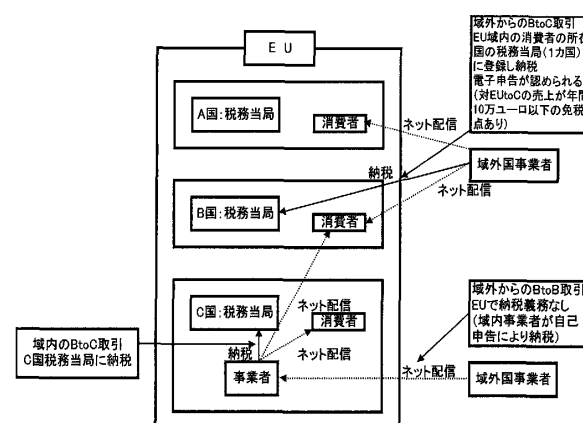 EU
域外からのBtoC取引
EU域内の消費者の所在
国の税務当局(1カ国)
に登録し納税
電子申告が認められる
(対EUtoCの売上が年間
10万ユーロ以下の免税
点あり)
A国:税務当局
消費者
ネット配信
域外国事業者
納税
ネット配信
B国:税務当局
消費者
域外からのBtoB取引
EUで納税義務なし
(域内事業者が自己
申告により納税)
C国:税務当局
ネット配信
消費者
域内のBtoC取引
C国税務当局に納税
納税
ネット配信
事業者
ネット配信
域外国事業者